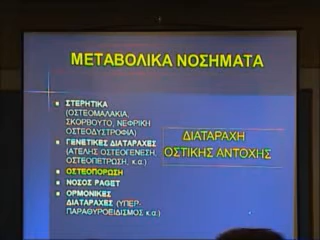 ΜΕΤΑΒΟΛΙΚΑ ΝΟΣΗΜΑΤΑ
ΣΤΕΡΗΤΙΚΑ
(ΟΣΤΕΟΜΑΛΑΚΙΑ,
ΣΚΟΡΒΟΥΤΟ, ΝΕΦΡΙΚΗ
ΟΣΤΕΟΔΥΣΤΡΟΦΙΑ)
ΓΕΝΕΤΙΚΕΣ ΔΙΑΤΑΡΑΧΕΣ
(ΑΤΕΛΗΣ ΟΣΤΕΟΓΕΝΕΣΗ,
ΟΣΤΕΟΠΕΤΡΩΣΗ, κ.α.)
ΟΣΤΕΟΠΟΡΩΣΗ
ΝΟΣΟΣ PAGET
ΟΡΜΟΝΙΚΕΣ
ΔΙΑΤΑΡΑΧΕΣ (ΥΠΕΡ-
ΠΑΡΑΘΥΡΟΕΙΔΙΣΜΟΣ κ.α.)
ΔΙΑΤΑΡΑΧΗ
ΟΣΤΙΚΗΣ ΑΝΤΟΧΗΣ